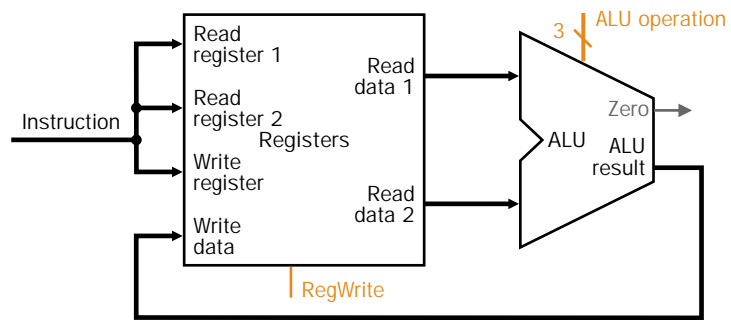 3
ALU operation
Read
register 1
Read
data 1
Read
register 2
Zero
Instruction
Registers
ALU
ALU
result
Write
register
Read
data 2
Write
data
RegWrite